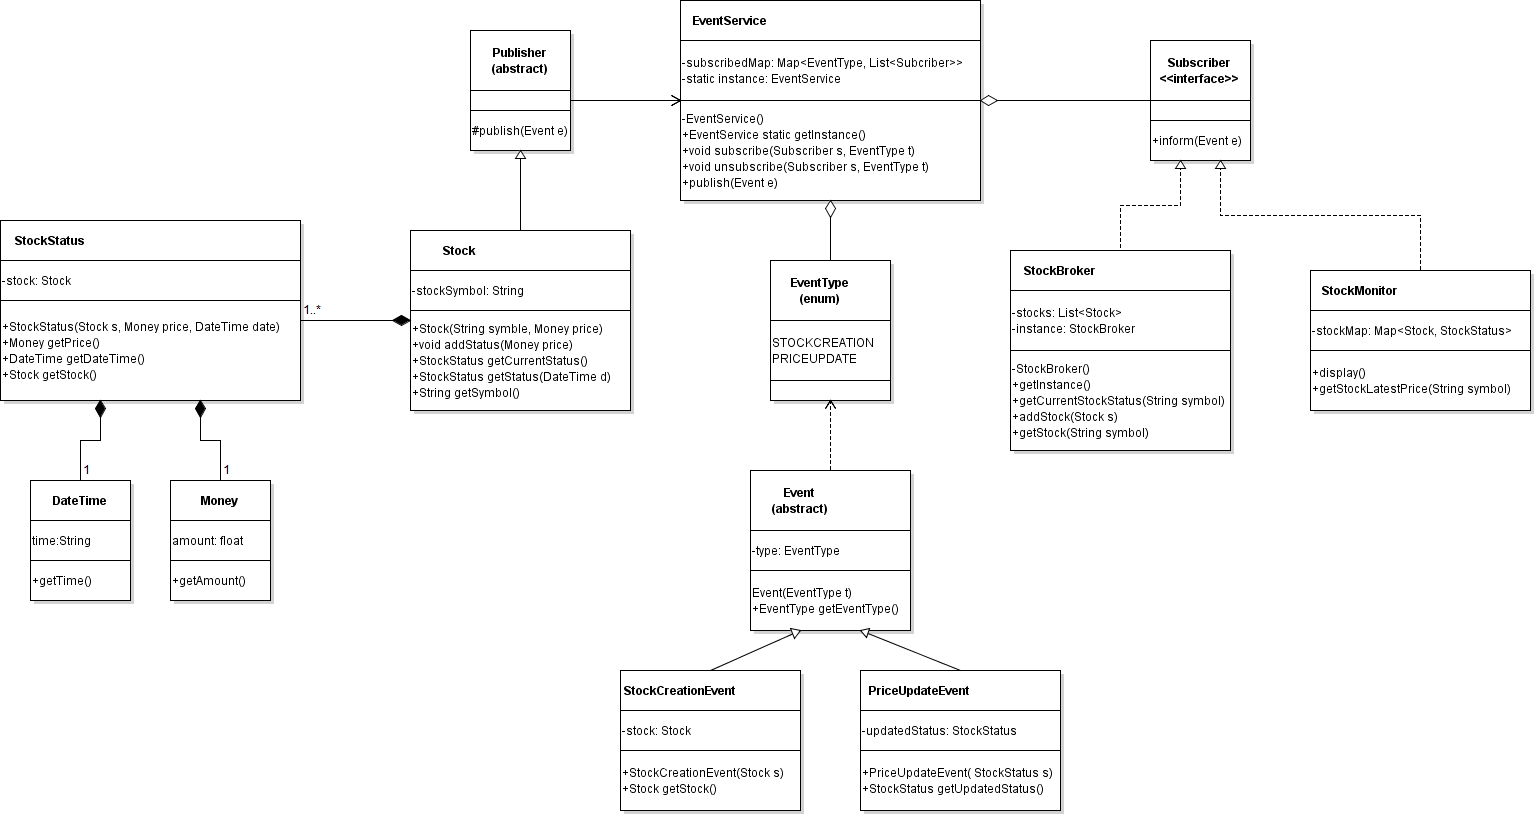 EventService
-subscribedMap: Map<EventType, List<Subcriber>>
-static instance: EventService
-EventService()
+EventService static getInstance()
+void subscribe(Subscriber s, EventType t)
+void unsubscribe(Subscriber s, EventType t)
+publish(Event e)
Publisher
(abstract)
#publish(Event e)
Subscriber
<<interface>>
+inform(Event e)
StockStatus
-stock: Stock
+StockStatus(Stock s, Money price, DateTime date)
+Money getPrice()
+DateTime getDateTime()
+Stock getStock()
1..*
Stock
-stockSymbol: String
+Stock(String symble, Money price)
+void addStatus(Money price)
+StockStatus getCurrentStatus()
+StockStatus getStatus(DateTime d)
+String getSymbol()
EventType
(enum)
STOCKCREATION
PRICEUPDATE
StockBroker
-stocks: List<Stock>
-instance: StockBroker
-StockBroker()
+getInstance()
+getCurrentStockStatus(String symbol)
+addStock(Stock s)
+getStock(String symbol)
StockMonitor
-stockMap: Map<Stock, StockStatus>
+display()
+getStockLatestPrice(String symbol)
1
1
DateTime
time:String
+getTime()
Money
amount: float
+getAmount()
Event
(abstract)
-type: EventType
Event(EventType t)
+EventType getEventType()
StockCreationEvent
-stock: Stock
+StockCreationEvent(Stock s)
+Stock getStock()
PriceUpdateEvent
-updatedStatus: StockStatus
+PriceUpdateEvent( StockStatus s)
+StockStatus getUpdatedStatus()